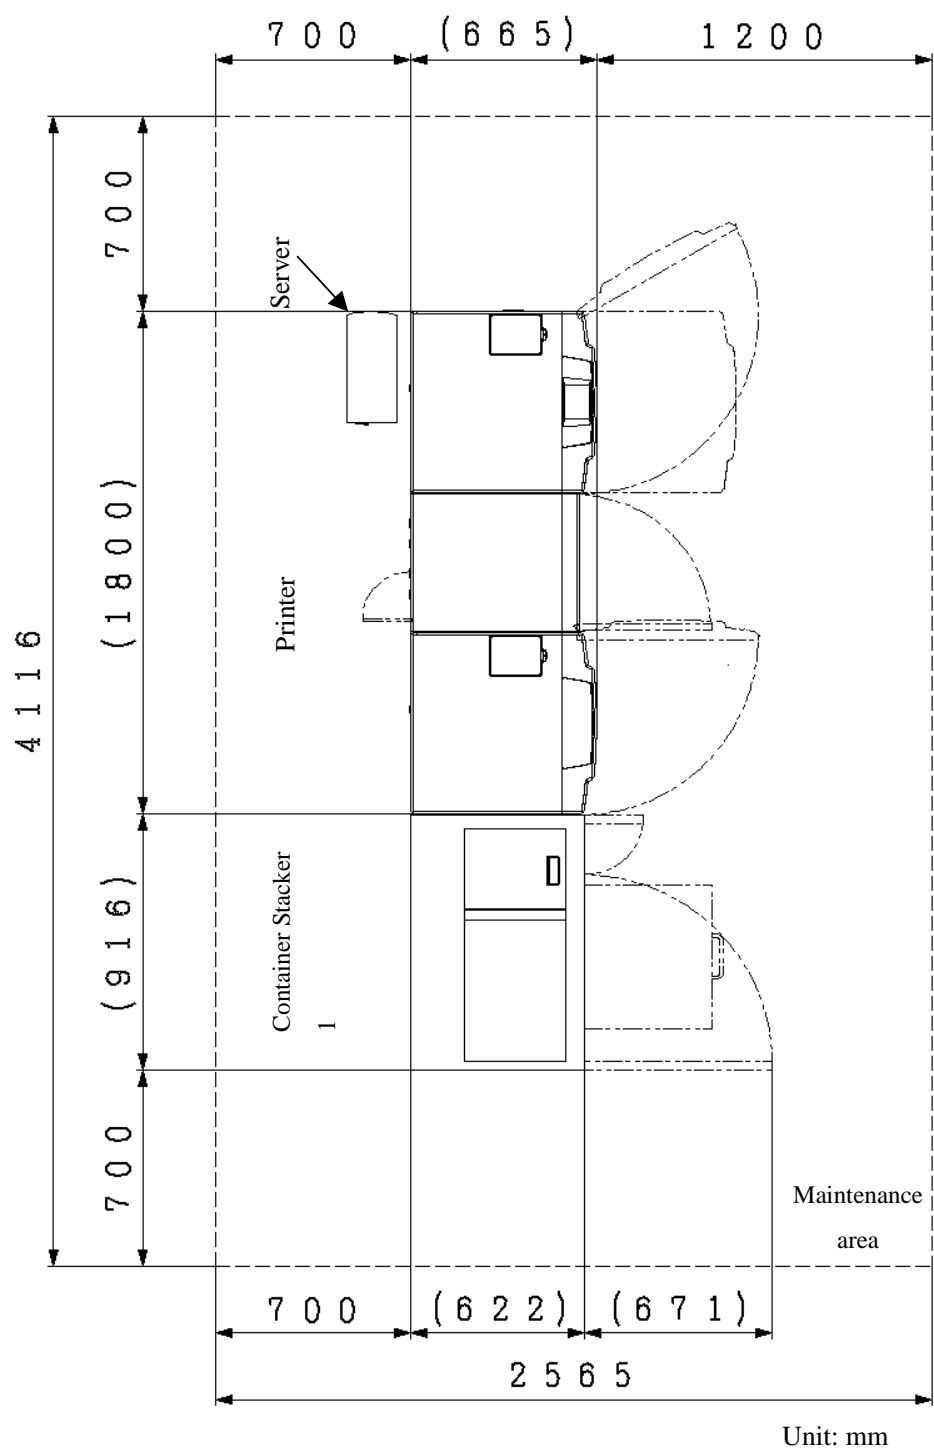 700
(665)
1200
700
Server
(1800)
Printer
4116
(916)
Container Stacker
1
700
Maintenance
area
700
(622)
(671)
2565
Unit: mm